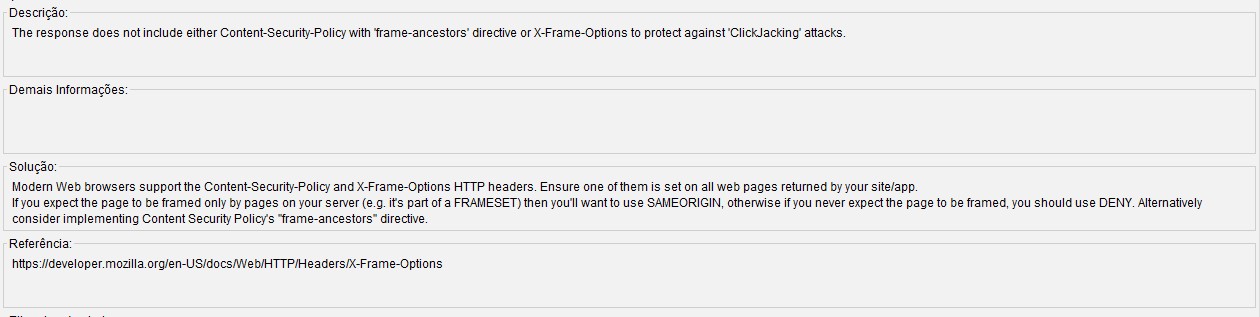 Descrição:
The response does not include either Content-Security-Policy with 'frame-ancestors' directive or X-Frame-Options to protect against 'ClickJacking' attacks.
Demais Informações:
Solução:
Modern Web browsers support the Content-Security-Policy and X-Frame-Options HTTP headers. Ensure one of them is set on all web pages returned by your site/app.
If you expect the page to be framed only by pages on your server (e.g. it's part of a FRAMESET) then you'll want to use SAMEORIGIN, otherwise if you never expect the page to be framed, you should use DENY. Alternatively
consider implementing Content Security Policy's "frame-ancestors" directive.
Referência:
https://developer.mozilla.org/en-US/docs/Web/HTTP/Headers/X-Frame-Options